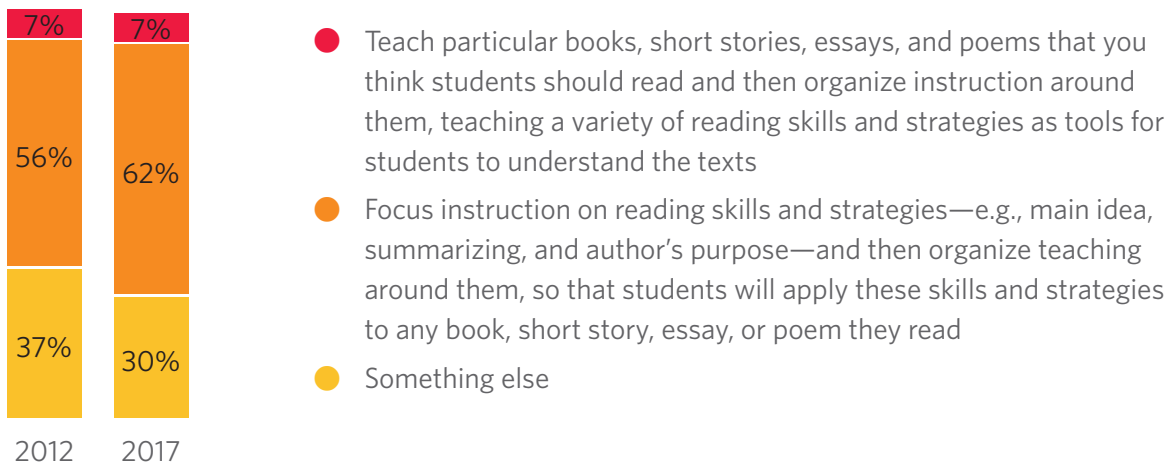 7%
7%
56%
62%
37%
30%
2012
2017
Teach particular books, short stories, essays, and poems that you
think students should read and then organize instruction around
them, teaching a variety of reading skills and strategies as tools for
students to understand the texts
Focus instruction on reading skills and strategies—e.g., main idea,
summarizing, and author’s purpose—and then organize teaching
around them, so that students will apply these skills and strategies
to any book, short story, essay, or poem they read
Something else